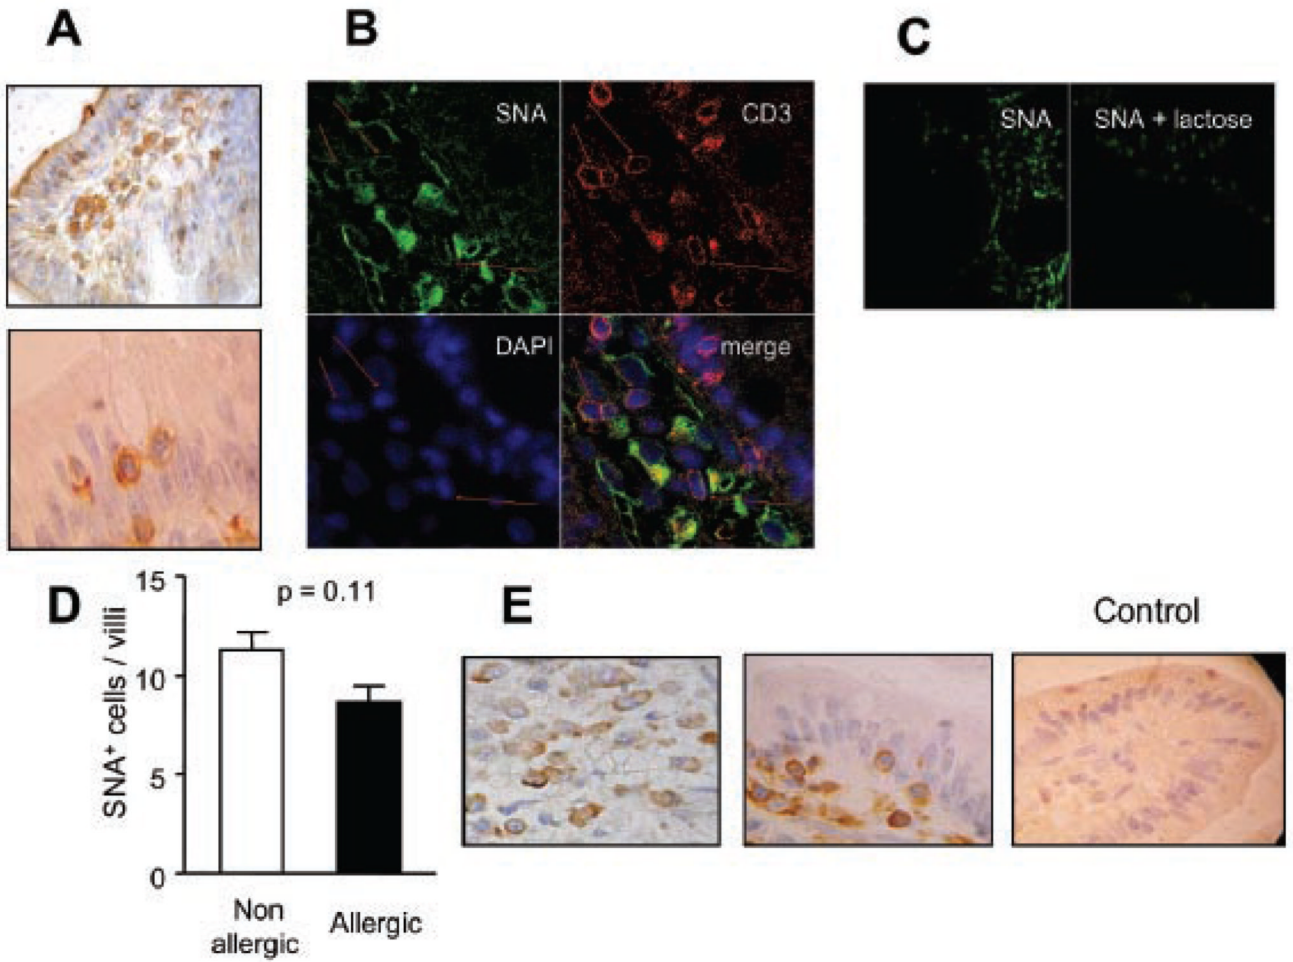 A
B
C
SNA
CD3
DAPI
merge
SNA
SNA + lactose
D
SNA⁺ cells / villi
15
10
5
0
p = 0.11
Non
allergic
Allergic
E
Control